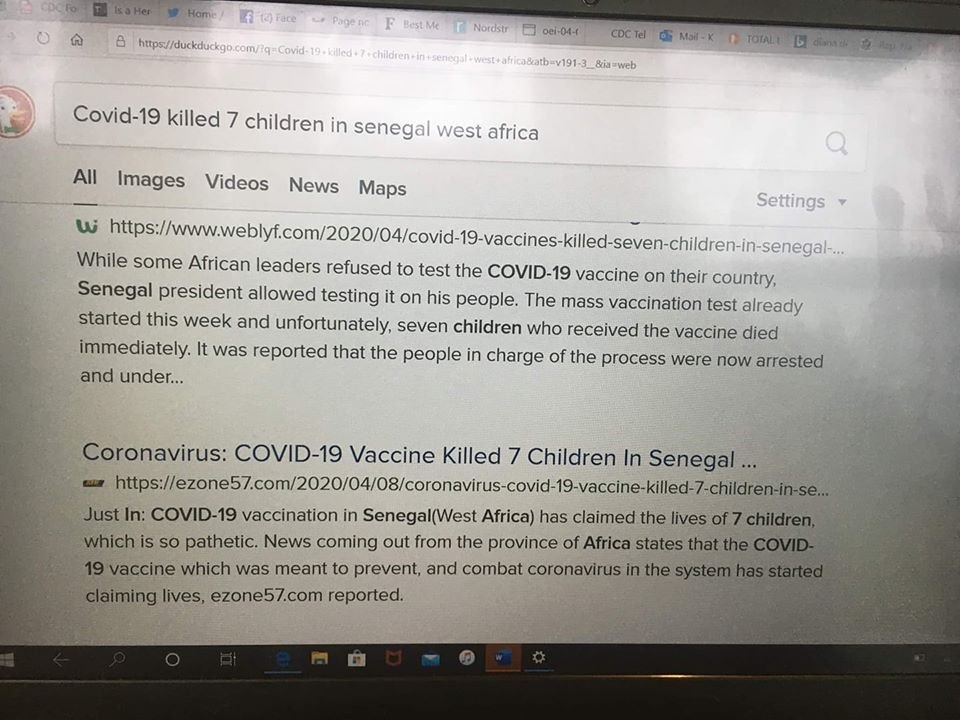 CDC Fo Is a Her Home / (2) Face Page no Best Me Nordstr oei-04-( CDC Tel Mail - K TOTAL
https://duckduckgo.com/?q=Covid-19+killed+7+children+in+senegal+west+africa&atb=v191-3__&ia=web
Covid-19 killed 7 children in senegal west africa
All Images Videos News Maps
Settings
https://www.weblyf.com/2020/04/covid-19-vaccines-killed-seven-children-in-senegal-...
While some African leaders refused to test the COVID-19 vaccine on their country,
Senegal president allowed testing it on his people. The mass vaccination test already
started this week and unfortunately, seven children who received the vaccine died
immediately. It was reported that the people in charge of the process were now arrested
and under...
Coronavirus: COVID-19 Vaccine Killed 7 Children In Senegal ...
https://ezone57.com/2020/04/08/coronavirus-covid-19-vaccine-killed-7-children-in-se...
Just In: COVID-19 vaccination in Senegal(West Africa) has claimed the lives of 7 children,
which is so pathetic. News coming out from the province of Africa states that the COVID-
19 vaccine which was meant to prevent, and combat coronavirus in the system has started
claiming lives, ezone57.com reported.